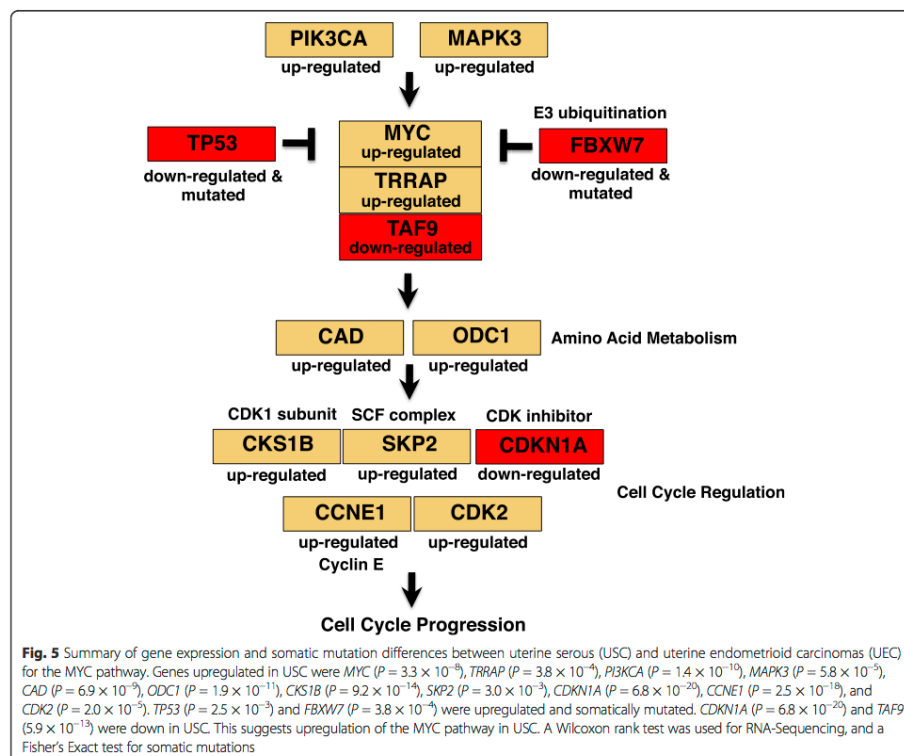 PIK3CA MAPK3
up-regulated up-regulated
E3 ubiquitination
TP53 MYC FBXW7
up-regulated
down-regulated & mutated TRRAP down-regulated & mutated
up-regulated
TAF9
down-regulated
CAD ODC1 Amino Acid Metabolism
up-regulated up-regulated
CDK1 subunit SCF complex CDK inhibitor
CKS1B SKP2 CDKN1A
up-regulated up-regulated down-regulated
Cell Cycle Regulation
CCNE1 CDK2
up-regulated up-regulated
Cyclin E
Cell Cycle Progression
Fig. 5 Summary of gene expression and somatic mutation differences between uterine serous (USC) and uterine endometrioid carcinomas (UEC)
for the MYC pathway. Genes upregulated in USC were MYC (P = 3.3 × 10⁻⁸), TRRAP (P = 3.8 × 10⁻⁴), PI3KCA (P = 1.4 × 10⁻¹⁰), MAPK3 (P = 5.8 × 10⁻⁵),
CAD (P = 6.9 × 10⁻⁹), ODC1 (P = 1.9 × 10⁻¹¹), CKS1B (P = 9.2 × 10⁻¹⁴), SKP2 (P = 3.0 × 10⁻³), CDKN1A (P = 6.8 × 10⁻²⁰), CCNE1 (P = 2.5 × 10⁻¹⁸), and
CDK2 (P = 2.0 × 10⁻⁵). TP53 (P = 2.5 × 10⁻³) and FBXW7 (P = 3.8 × 10⁻⁴) were upregulated and somatically mutated. CDKN1A (P = 6.8 × 10⁻²⁰) and TAF9
(5.9 × 10⁻¹³) were down in USC. This suggests upregulation of the MYC pathway in USC. A Wilcoxon rank test was used for RNA-Sequencing, and a
Fisher's Exact test for somatic mutations